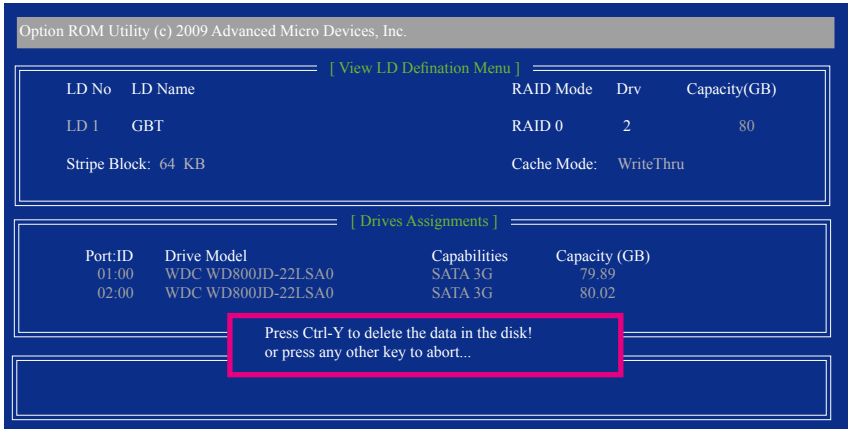 Option ROM Utility (c) 2009 Advanced Micro Devices, Inc.
[ View LD Defination Menu ]
LD No LD Name RAID Mode Drv Capacity(GB)
LD 1 GBT RAID 0 2 80
Stripe Block: 64 KB Cache Mode: WriteThru
[ Drives Assignments ]
Port:ID Drive Model Capabilities Capacity (GB)
01:00 WDC WD800JD-22LSA0 SATA 3G 79.89
02:00 WDC WD800JD-22LSA0 SATA 3G 80.02
Press Ctrl-Y to delete the data in the disk!
or press any other key to abort...